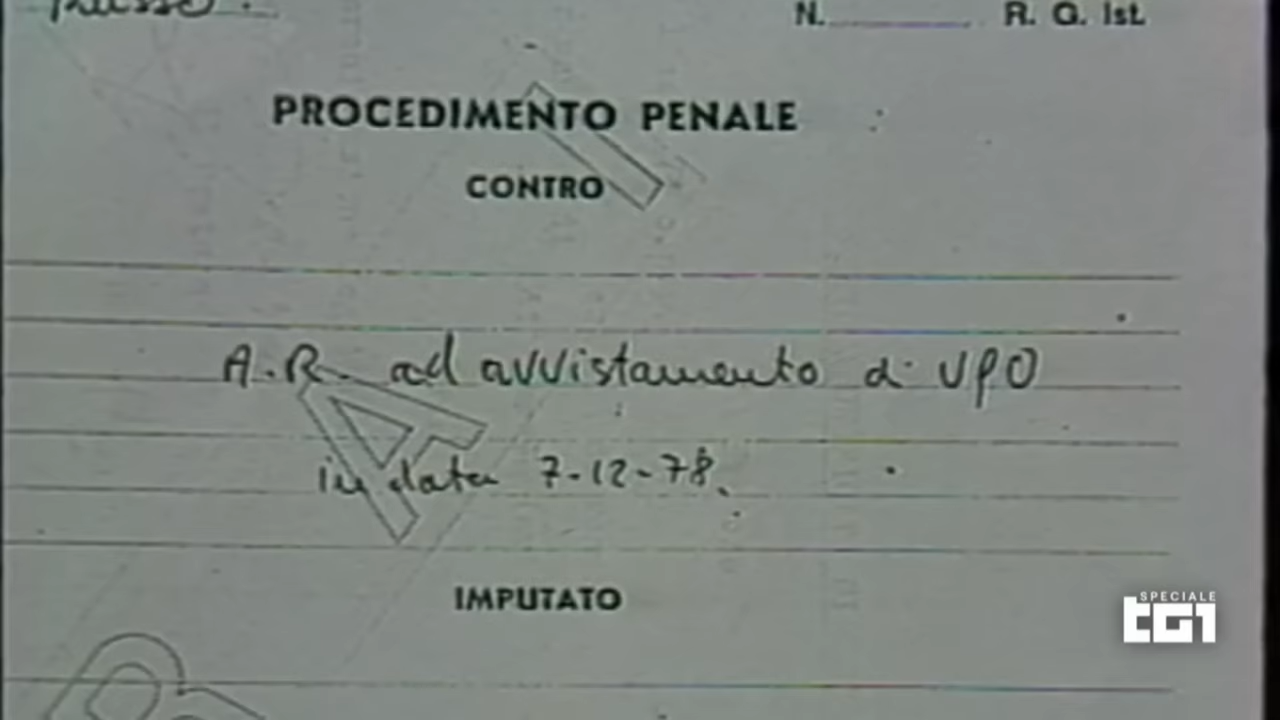 N. R. G. Ist.
PROCEDIMENTO PENALE
CONTRO
A.R. ad avvistamento di UFO
in data 7-12-78.
IMPUTATO
SPECIALE
TG1